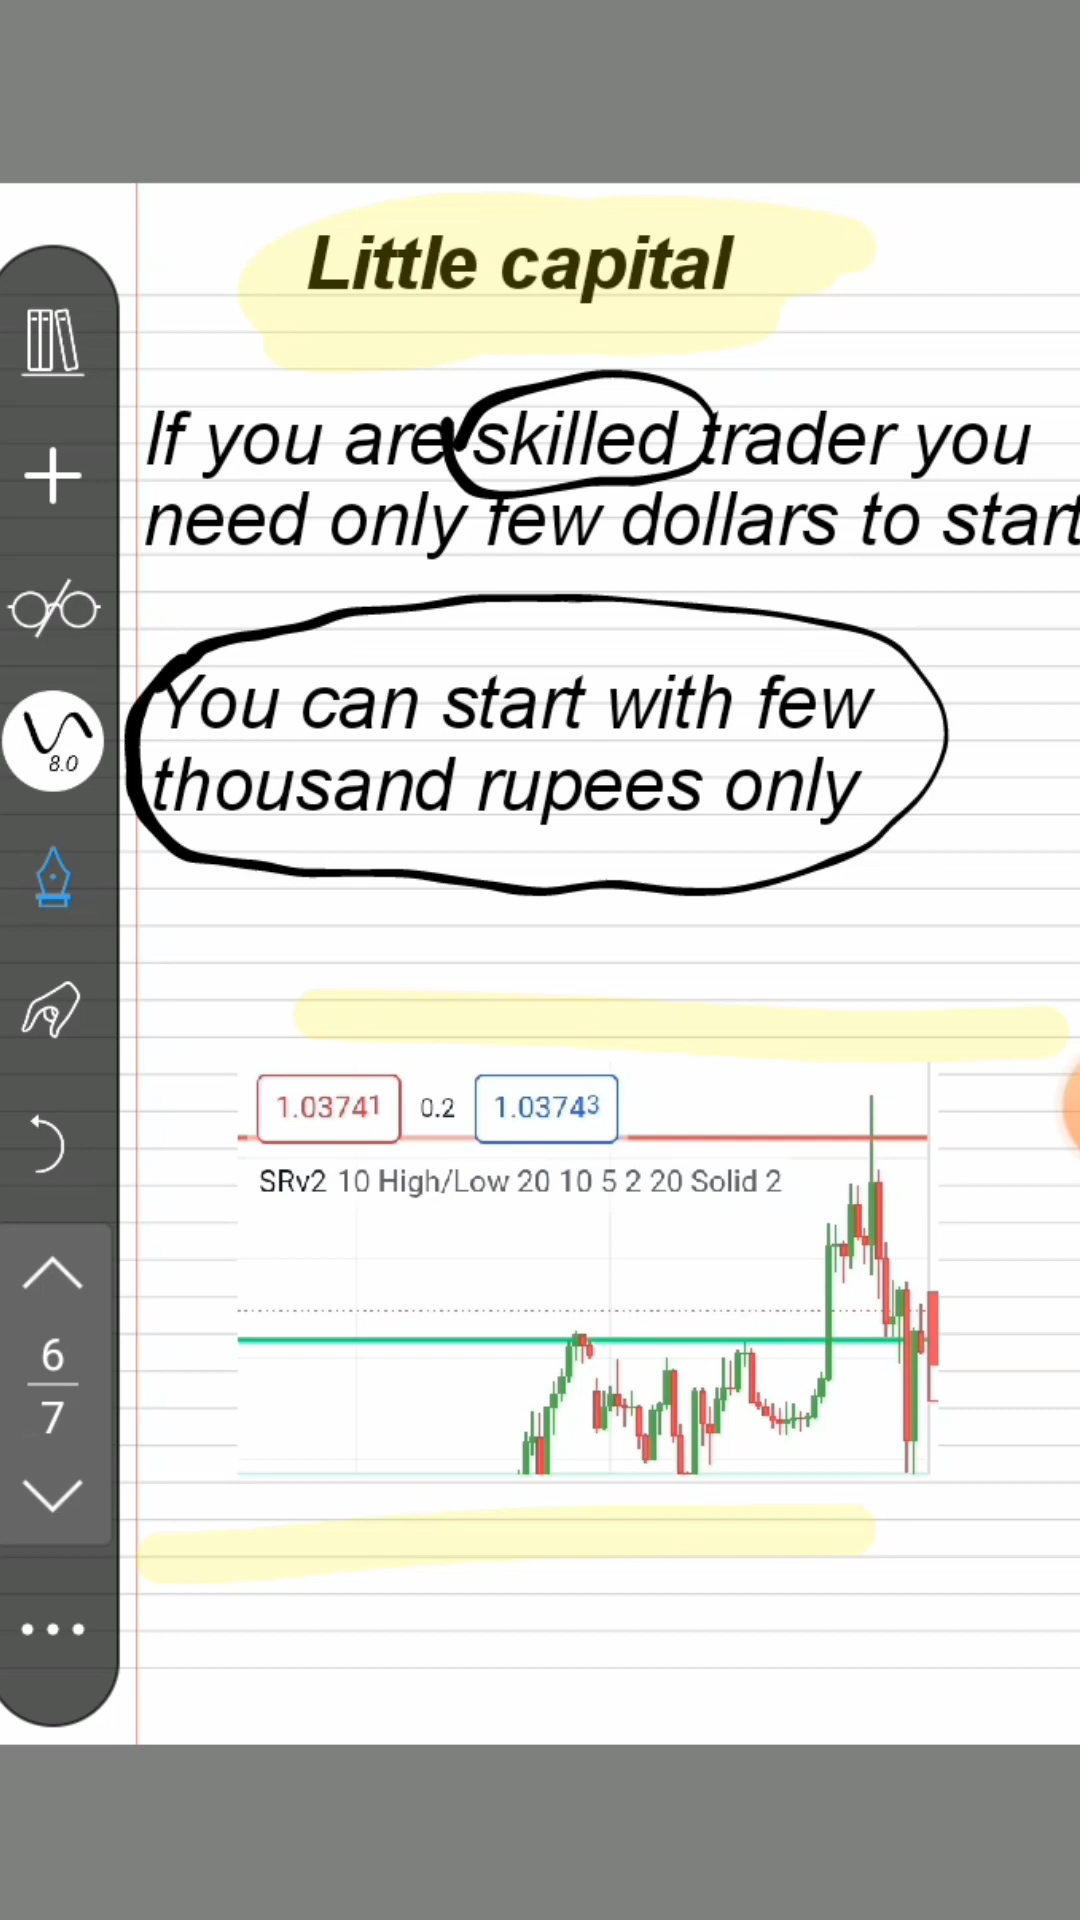 Little capital
If you are skilled trader you
need only few dollars to start
You can start with few
thousand rupees only
8.0
1.03741 0.2 1.03743
SRv2 10 High/Low 20 10 5 2 20 Solid 2
6
7